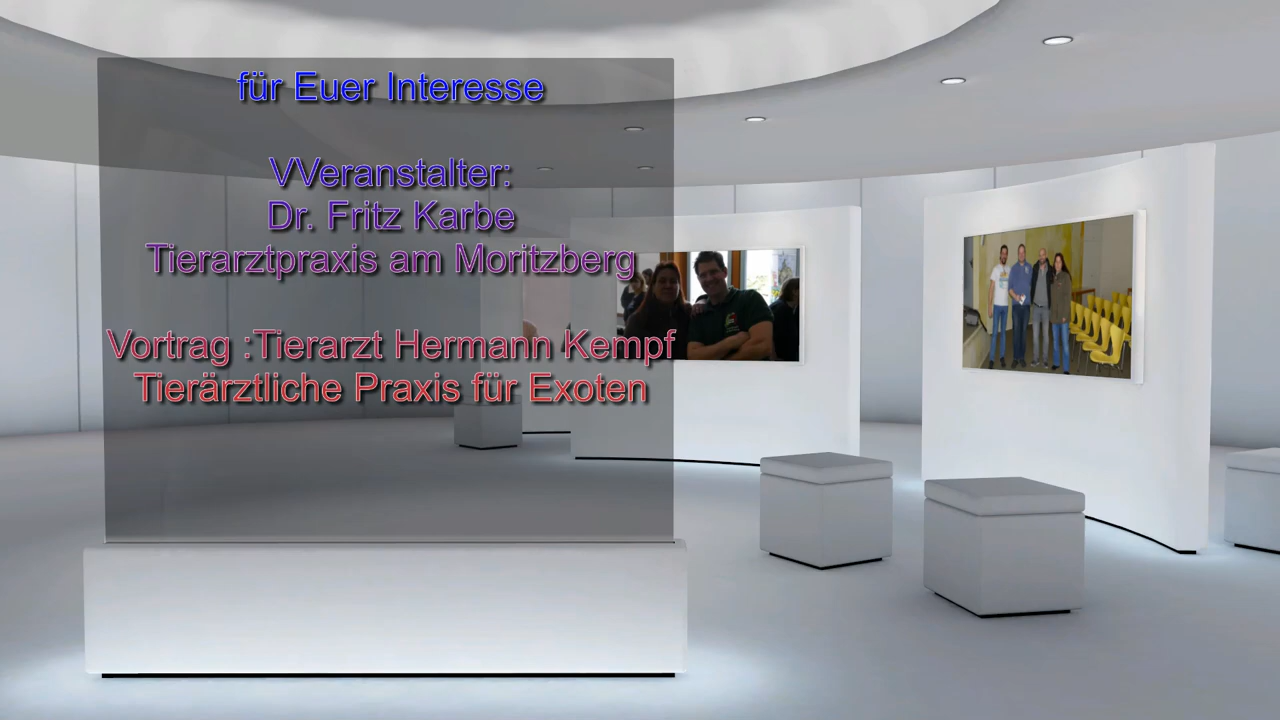 für Euer Interesse
VVeranstalter:
Dr. Fritz Karbe
Tierarztpraxis am Moritzberg
Vortrag :Tierarzt Hermann Kempf
Tierärztliche Praxis für Exoten